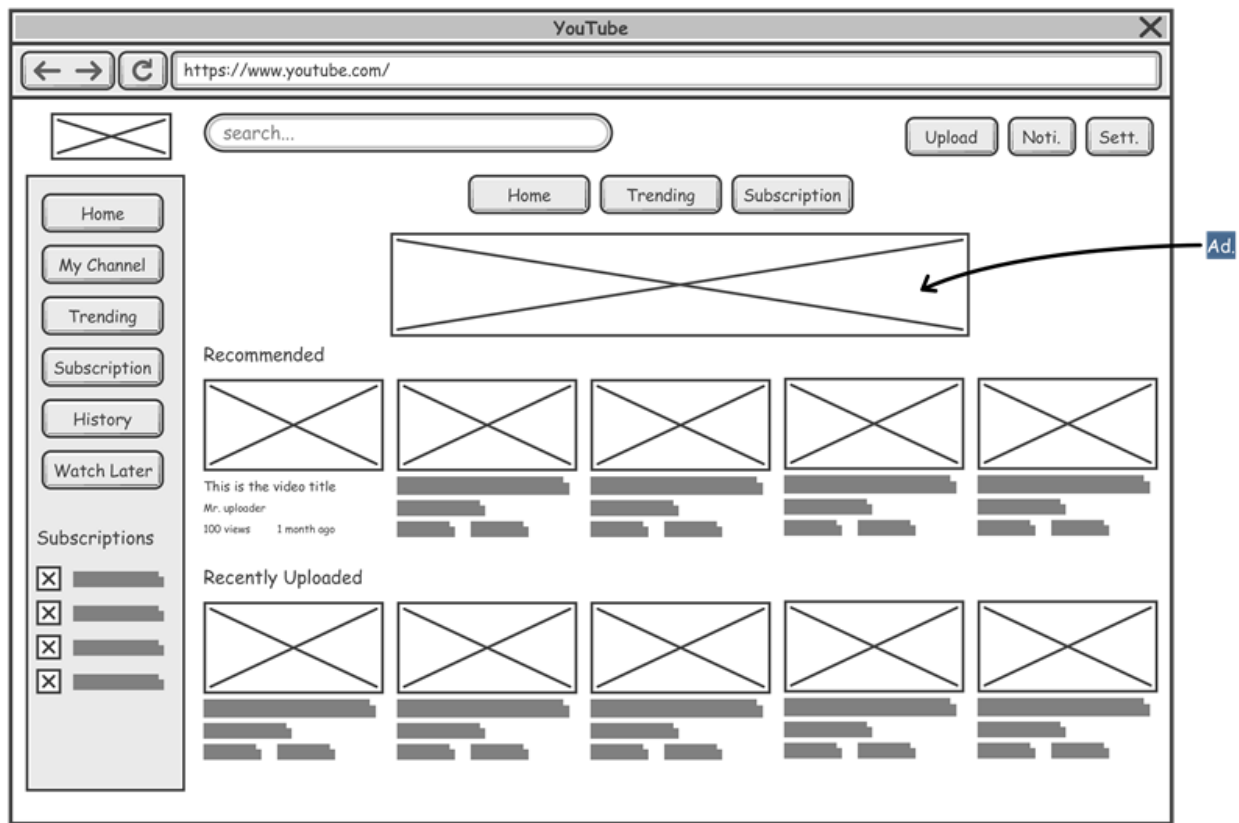 YouTube
https://www.youtube.com/
search...
Upload Noti. Sett.
Home Trending Subscription
Ad.
Home
My Channel
Trending
Subscription
History
Watch Later
Subscriptions
Recommended
This is the video title
Mr. uploader
100 views 1 month ago
Recently Uploaded